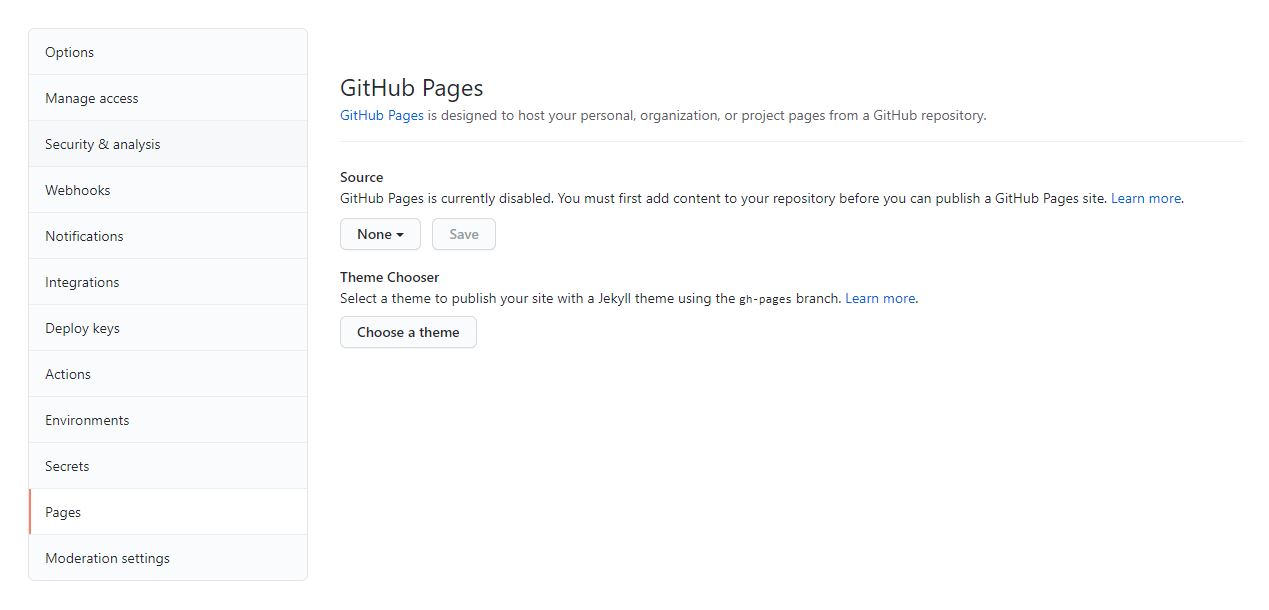 Options
Manage access
Security & analysis
Webhooks
Notifications
Integrations
Deploy keys
Actions
Environments
Secrets
Pages
Moderation settings
GitHub Pages
GitHub Pages is designed to host your personal, organization, or project pages from a GitHub repository.
Source
GitHub Pages is currently disabled. You must first add content to your repository before you can publish a GitHub Pages site. Learn more.
None Save
Theme Chooser
Select a theme to publish your site with a Jekyll theme using the gh-pages branch. Learn more.
Choose a theme